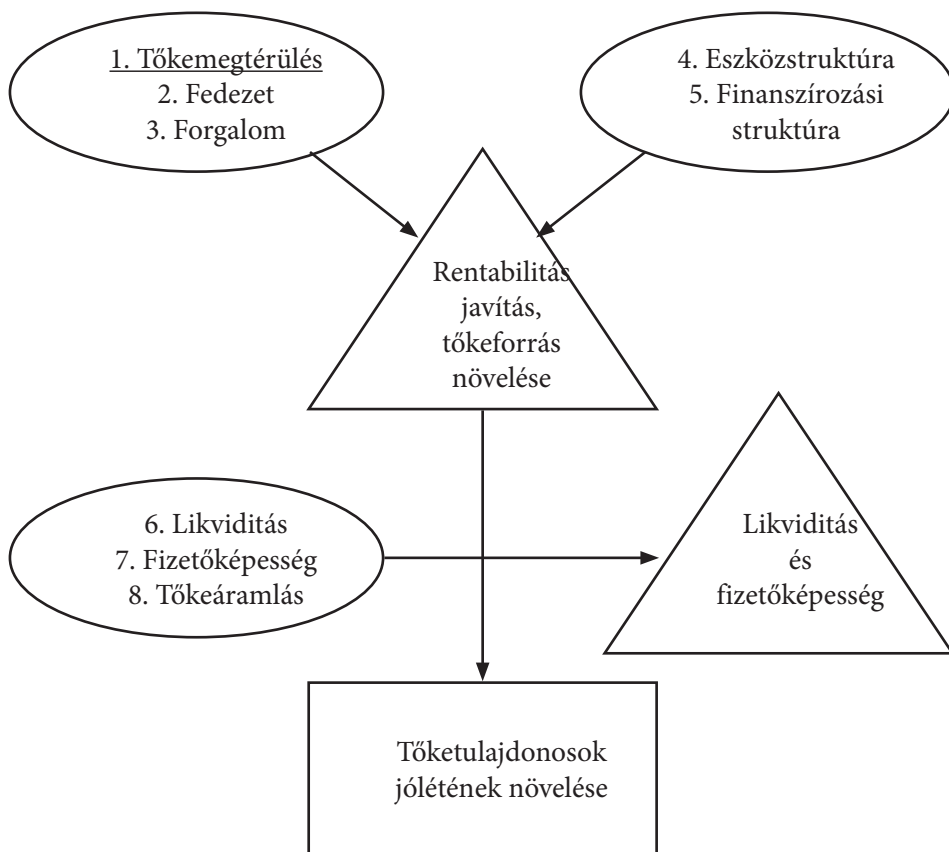 1. Tőkemegtérülés
2. Fedezet
3. Forgalom
4. Eszközstruktúra
5. Finanszírozási
struktúra
Rentabilitás
javítás,
tőkeforrás
növelése
6. Likviditás
7. Fizetőképesség
8. Tőkeáramlás
Likviditás
és
fizetőképesség
Tőketulajdonosok
jólétének növelése